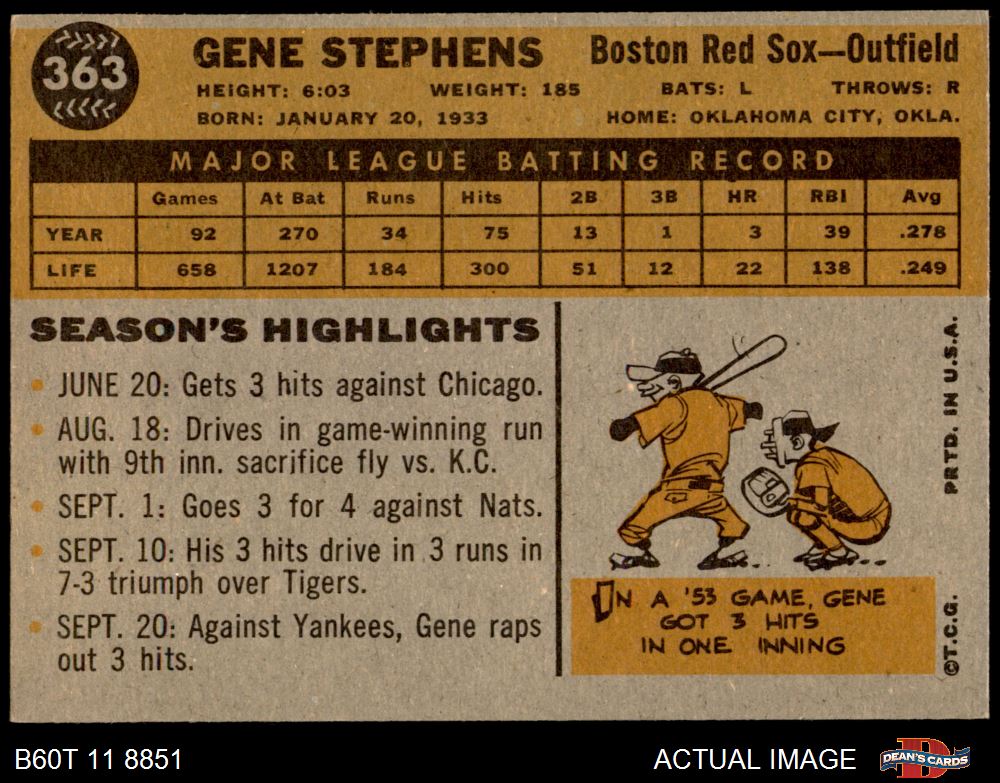 363
GENE STEPHENS
Boston Red Sox—Outfield
HEIGHT: 6:03 WEIGHT: 185 BATS: L THROWS: R
BORN: JANUARY 20, 1933 HOME: OKLAHOMA CITY, OKLA.
MAJOR LEAGUE BATTING RECORD
Games At Bat Runs Hits 2B 3B HR RBI Avg
YEAR 92 270 34 75 13 1 3 39 .278
LIFE 658 1207 184 300 51 12 22 138 .249
SEASON'S HIGHLIGHTS
• JUNE 20: Gets 3 hits against Chicago.
• AUG. 18: Drives in game-winning run
with 9th inn. sacrifice fly vs. K.C.
• SEPT. 1: Goes 3 for 4 against Nats.
• SEPT. 10: His 3 hits drive in 3 runs in
7-3 triumph over Tigers.
• SEPT. 20: Against Yankees, Gene raps
out 3 hits.
IN A '53 GAME, GENE
GOT 3 HITS
IN ONE INNING
©T.C.G. PRTD. IN U.S.A.
B60T 11 8851
ACTUAL IMAGE
D
DEAN'S CARDS